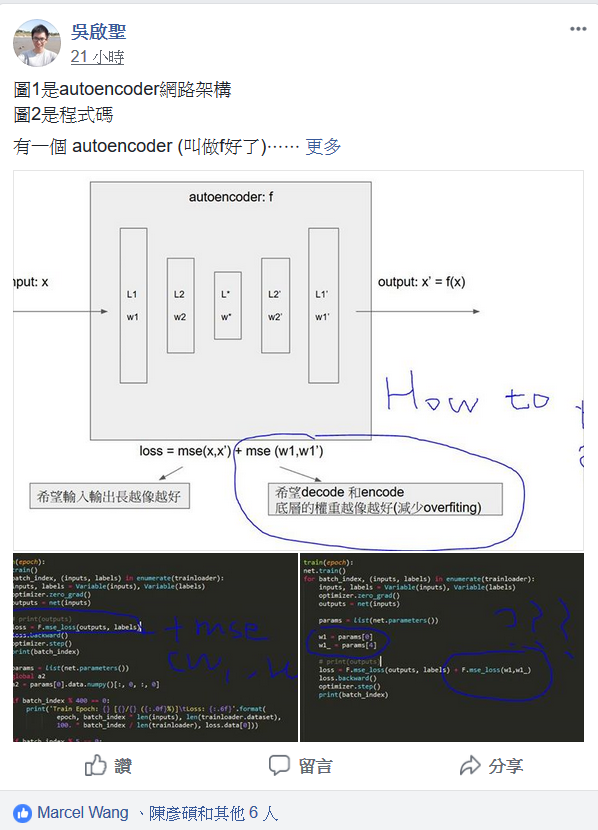 吳啟聖
21 小時
圖1是autoencoder網路架構
圖2是程式碼
有一個 autoencoder (叫做f好了)⋯⋯ 更多
autoencoder: f
nput: x
output: x' = f(x)
L1 L2 L* L2' L1'
w1 w2 w* w2' w1'
How to
loss = mse(x,x') + mse (w1,w1')
希望輸入輸出長越像越好
希望decode 和encode
底層的權重越像越好(減少overfiting)
n(epoch):
train()
batch_index, (inputs, labels) in enumerate(trainloader):
inputs, labels = Variable(inputs), Variable(labels)
optimizer.zero_grad()
outputs = net(inputs)
# print(outputs)
loss = F.mse_loss(outputs, labels)
+ mse
loss.backward()
optimizer.step()
print(batch_index)
params = list(net.parameters())
global a2
a2 = params[0].data.numpy()[:, 0, :, 0]
if batch_index % 400 == 0:
print('Train Epoch: {} [{}/{} ({:.0f}%)]\tLoss: {:.6f}'.format(
epoch, batch_index * len(inputs), len(trainloader.dataset),
100. * batch_index / len(trainloader), loss.data[0]))
if batch_index % 5 == 0:
train(epoch):
net.train()
for batch_index, (inputs, labels) in enumerate(trainloader):
inputs, labels = Variable(inputs), Variable(labels)
optimizer.zero_grad()
outputs = net(inputs)
params = list(net.parameters())
???
w1 = params[0]
w1_ = params[4]
# print(outputs)
loss = F.mse_loss(outputs, labels) + F.mse_loss(w1,w1_)
loss.backward()
optimizer.step()
print(batch_index)
讚 留言 分享
Marcel Wang 、陳彥碩和其他 6 人